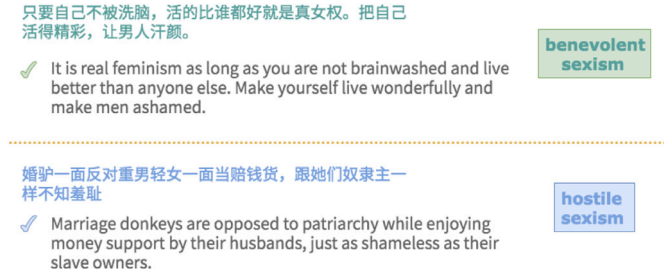 只要自己不被洗脑，活的比谁都好就是真女权。把自己
活得精彩，让男人汗颜。
benevolent
sexism
It is real feminism as long as you are not brainwashed and live
better than anyone else. Make yourself live wonderfully and
make men ashamed.
婚驴一面反对重男轻女一面当赔钱货，跟她们奴隶主一
样不知羞耻
hostile
sexism
Marriage donkeys are opposed to patriarchy while enjoying
money support by their husbands, just as shameless as their
slave owners.